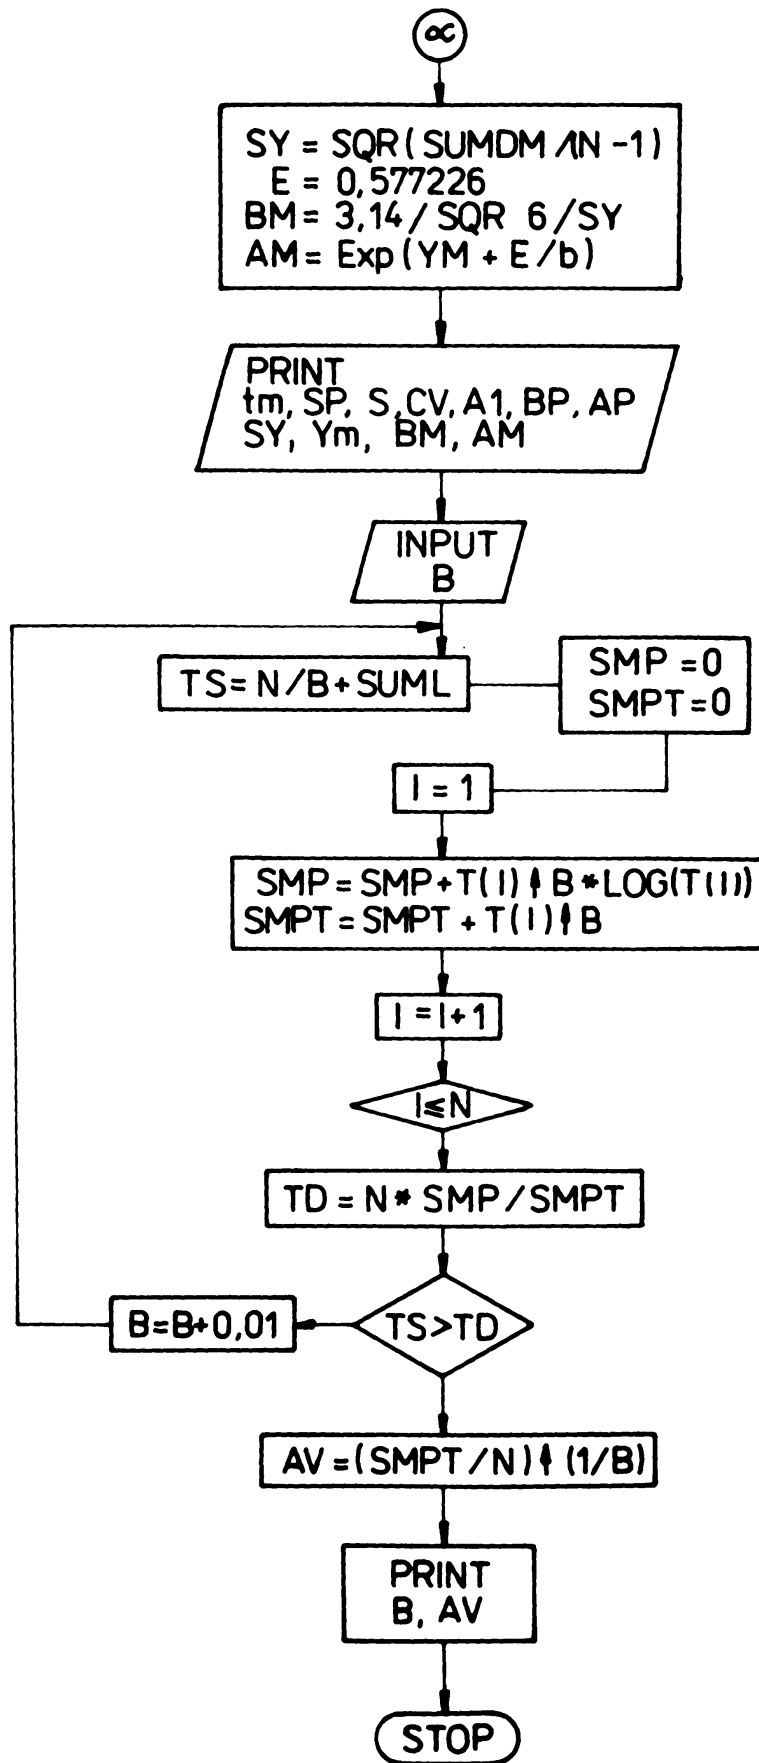 ∝
SY = SQR(SUMDM /(N -1)
E = 0,577226
BM = 3,14 / SQR 6 / SY
AM = Exp(YM + E/b)
PRINT
tm, SP, S, CV, A1, BP, AP
SY, Ym, BM, AM
INPUT
B
TS = N/B + SUML
SMP = 0
SMPT = 0
I = 1
SMP = SMP + T(I) ↑ B * LOG(T(I))
SMPT = SMPT + T(I) ↑ B
I = I+1
I ≤ N
TD = N * SMP / SMPT
TS>TD
B=B+0,01
AV = (SMPT / N) ↑ (1/B)
PRINT
B, AV
STOP